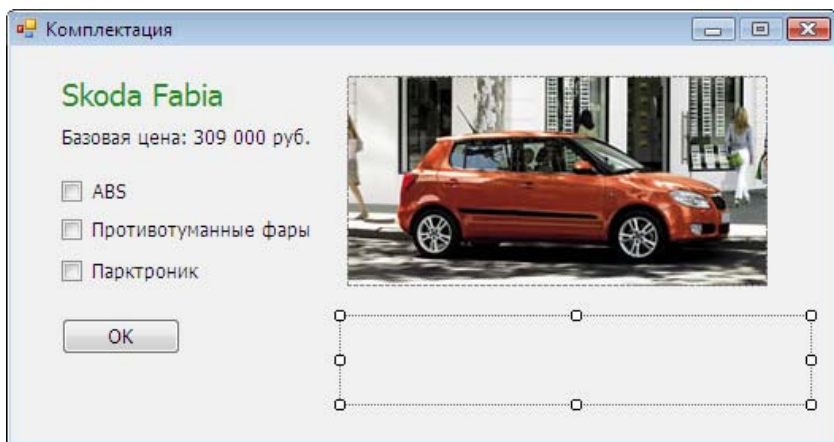 Комплектация
Skoda Fabia
Базовая цена: 309 000 руб.
ABS
Противотуманные фары
Парктроник
OK